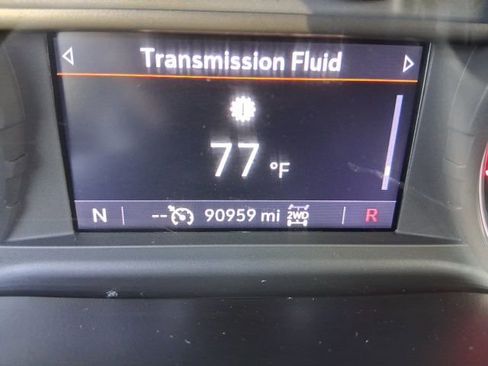 Transmission Fluid
77 °F
N -- 90959 mi 2WD R